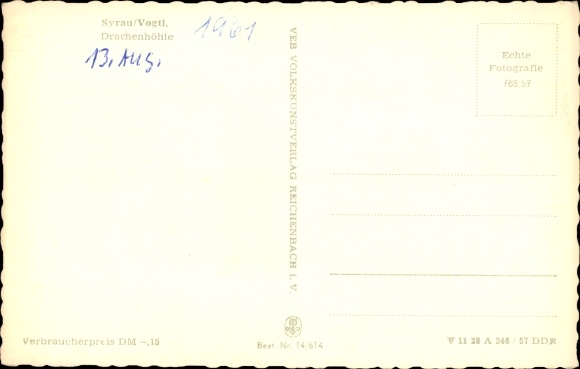 Syrau/Vogtl.
Drachenhöhle
1961
13. Aug.
VEB VOLKSKUNSTVERLAG REICHENBACH I. V.
Echte
Fotografie
788.57
Verbraucherpreis DM –,15
Best.-Nr. 14/614
V 11 28 A 246 / 57 DDR